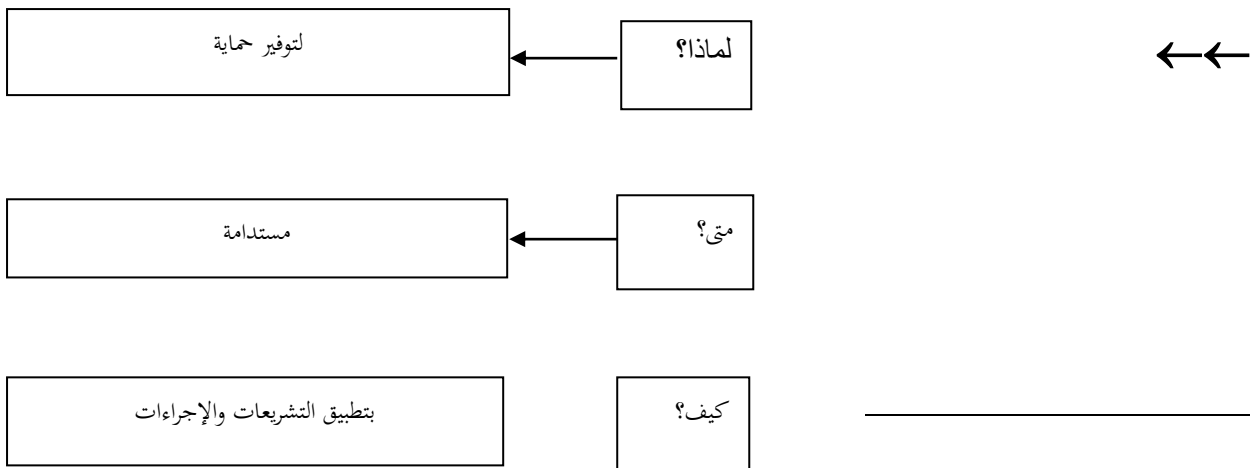 لماذا؟
لتوفير حماية
متى؟
مستدامة
كيف؟
بتطبيق التشريعات والإجراءات